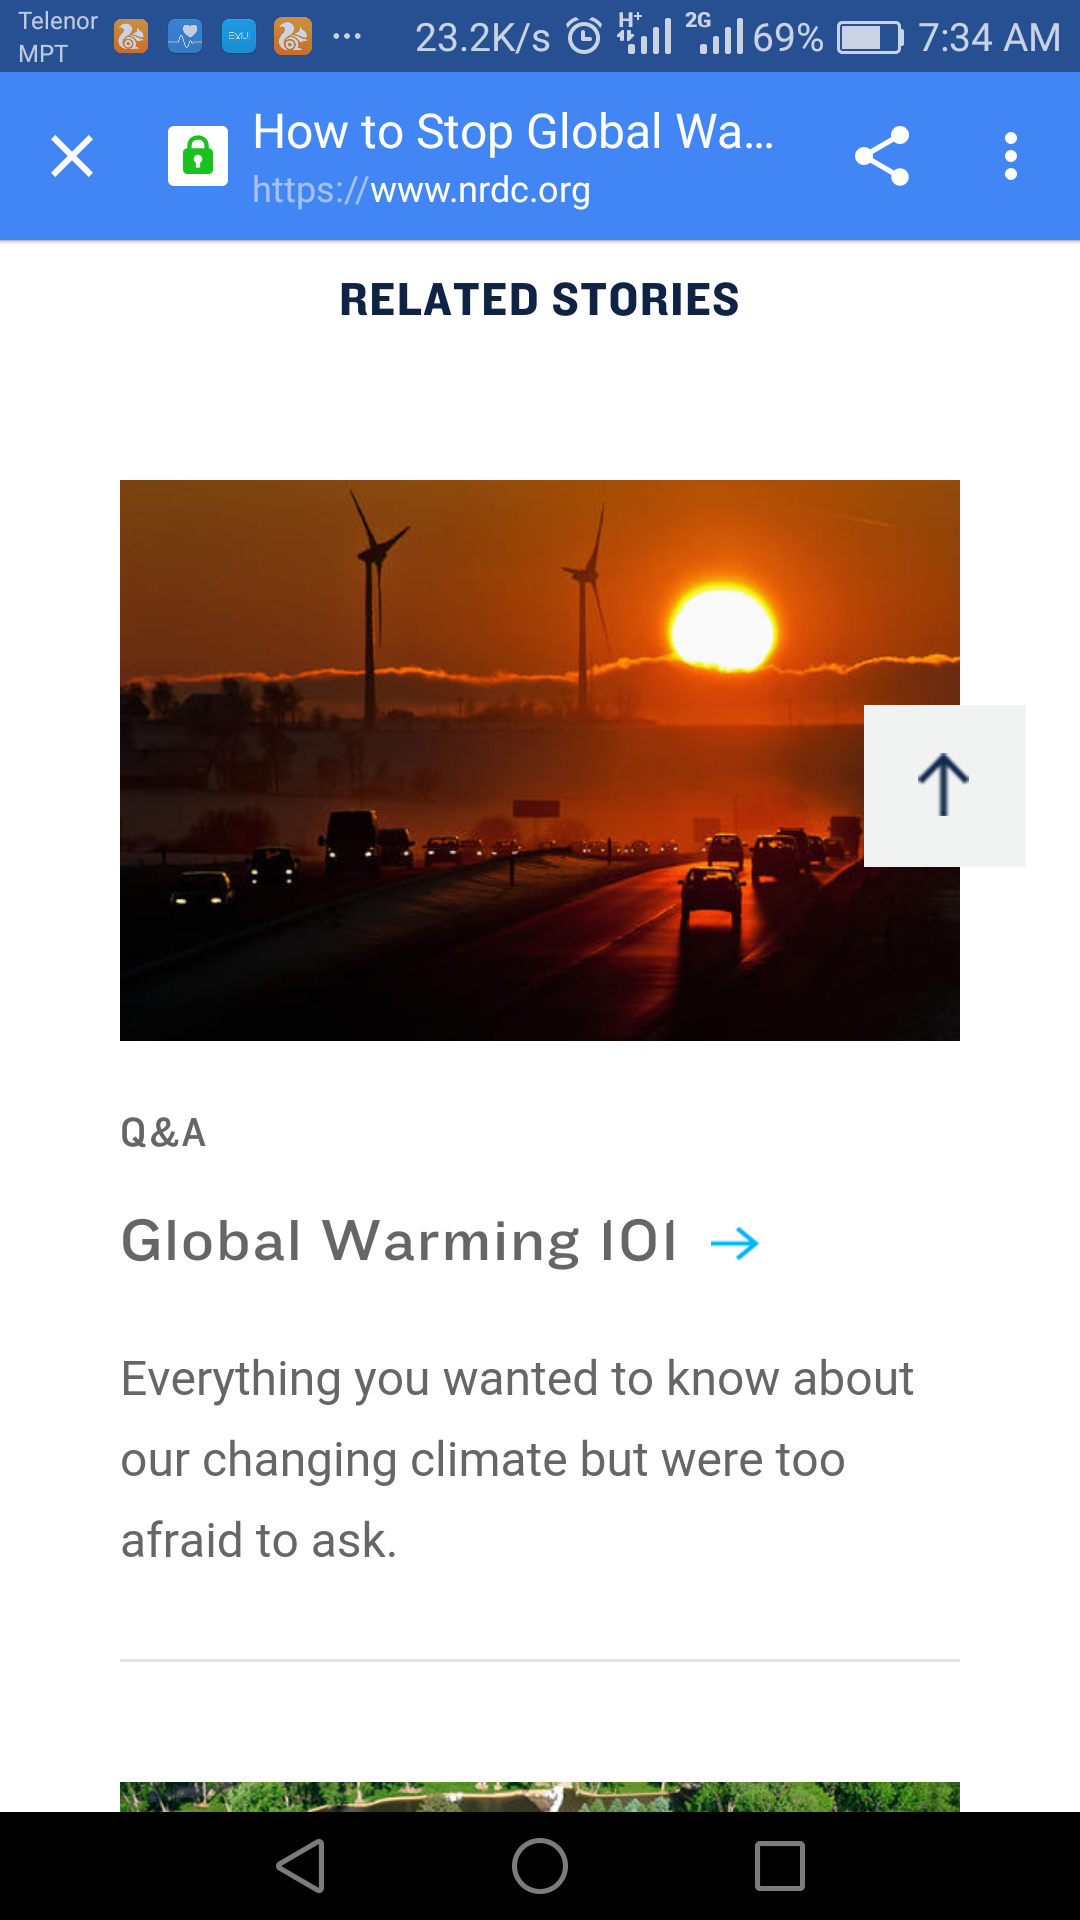 Telenor
MPT
23.2K/s
H+
2G
69%
7:34 AM
How to Stop Global Wa...
https://www.nrdc.org
RELATED STORIES
Q&A
Global Warming 101 →
Everything you wanted to know about
our changing climate but were too
afraid to ask.